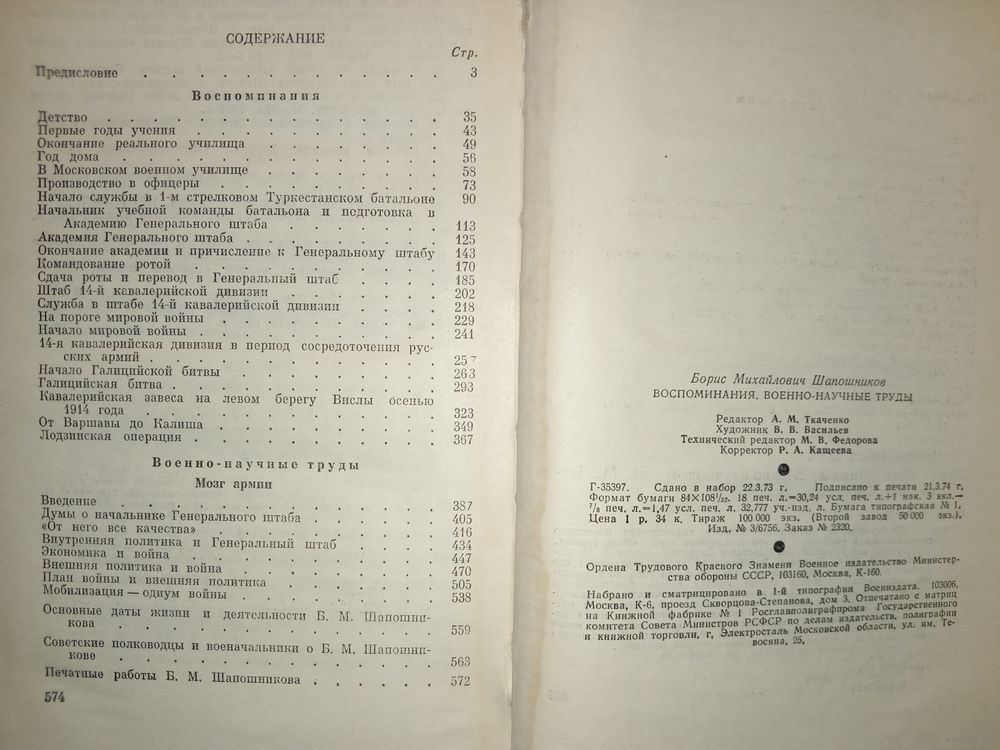 СОДЕРЖАНИЕ
Стр.
Предисловие . . . . . . . . . . . . . 3
Воспоминания
Детство . . . . . . . . . . . . . . 35
Первые годы учения . . . . . . . . . . 43
Окончание реального училища . . . . . . . 49
Год дома . . . . . . . . . . . . . 56
В Московском военном училище . . . . . . . 58
Производство в офицеры . . . . . . . . . 73
Начало службы в 1-м стрелковом Туркестанском батальоне 90
Начальник учебной команды батальона и подготовка в
Академию Генерального штаба . . . . . . . 113
Академия Генерального штаба . . . . . . . . 125
Окончание академии и причисление к Генеральному штабу 143
Командование ротой . . . . . . . . . . 170
Сдача роты и перевод в Генеральный штаб . . . . 185
Штаб 14-й кавалерийской дивизии . . . . . . 202
Служба в штабе 14-й кавалерийской дивизии . . . . 218
На пороге мировой войны . . . . . . . . . 229
Начало мировой войны . . . . . . . . . . 241
14-я кавалерийская дивизия в период сосредоточения рус-
ских армий . . . . . . . . . . . . 257
Начало Галицийской битвы . . . . . . . . 263
Галицийская битва . . . . . . . . . . . 293
Кавалерийская завеса на левом берегу Вислы осенью
1914 года . . . . . . . . . . . . 323
От Варшавы до Калиша . . . . . . . . . 349
Лодзинская операция . . . . . . . . . . 367
Военно-научные труды
Мозг армии
Введение . . . . . . . . . . . . . 387
Думы о начальнике Генерального штаба . . . . . 405
«От него все качества» . . . . . . . . . 416
Внутренняя политика и Генеральный штаб . . . . 434
Экономика и война . . . . . . . . . . 447
Внешняя политика и война . . . . . . . . 470
План войны и внешняя политика . . . . . . 505
Мобилизация — одиум войны . . . . . . . . 538
Основные даты жизни и деятельности Б. М. Шапошни-
кова . . . . . . . . . . . . . 559
Советские полководцы и военачальники о Б. М. Шапошни-
кове . . . . . . . . . . . . . 563
Печатные работы Б. М. Шапошникова . . . . . 572
574
Борис Михайлович Шапошников
ВОСПОМИНАНИЯ. ВОЕННО-НАУЧНЫЕ ТРУДЫ
Редактор А. М. Ткаченко
Художник В. В. Васильев
Технический редактор М. В. Федорова
Корректор Р. А. Кащеева
Г-35397. Сдано в набор 22.3.73 г. Подписано к печати 21.3.74 г.
Формат бумаги 84×108 1/32. 18 печ. л.=30,24 усл. печ. л.+1 вкл. 3 вкл.—
7/8 печ. л.=1,47 усл. печ. л. 32,777 уч.-изд. л. Бумага типографская № 1.
Цена 1 р. 34 к. Тираж 100 000 экз. (Второй завод 50 000 экз.).
Изд. № 3/6756. Заказ № 2320.
Ордена Трудового Красного Знамени Военное издательство Министер-
ства обороны СССР, 103160, Москва, К-160.
Набрано и сматрицировано в 1-й типографии Воениздата. 103006,
Москва, К-6, проезд Скворцова-Степанова, дом 3. Отпечатано с матриц
на Книжной фабрике № 1 Росглавполиграфпрома Государственного
комитета Совета Министров РСФСР по делам издательств, полиграфии
и книжной торговли, г. Электросталь Московской области, ул. им. Те-
восяна, 25.